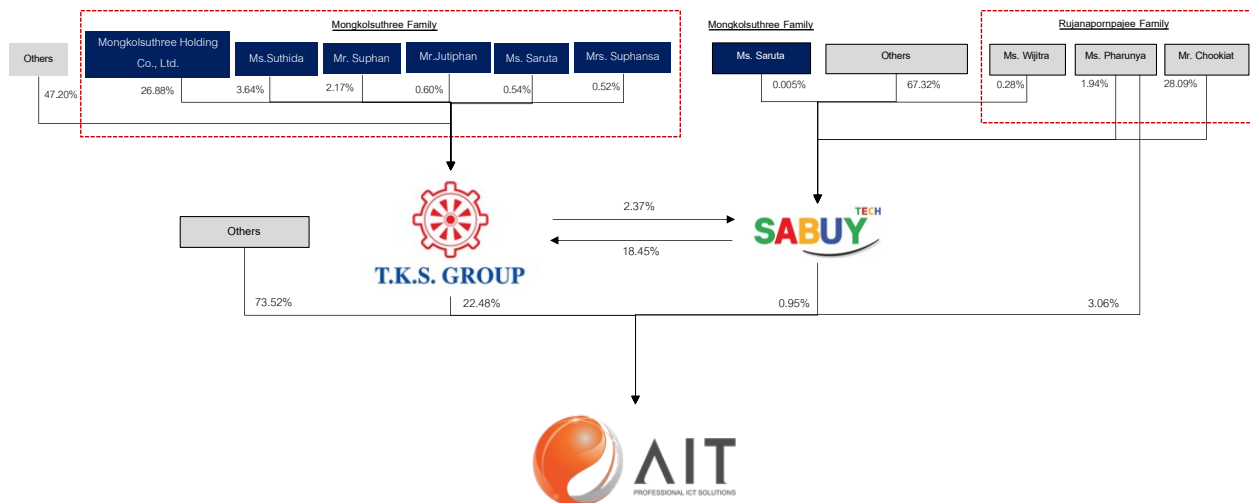 Mongkolsuthree Family
Mongkolsuthree Family
Rujanapornpajee Family
Others
Mongkolsuthree Holding
Co., Ltd.
Ms.Suthida
Mr. Suphan
Mr.Jutiphan
Ms. Saruta
Mrs. Suphansa
Ms. Saruta
Others
Ms. Wijitra
Ms. Pharunya
Mr. Chookiat
47.20%
26.88%
3.64%
2.17%
0.60%
0.54%
0.52%
0.005%
67.32%
0.28%
1.94%
28.09%
Others
T.K.S. GROUP
2.37%
18.45%
SABUY
TECH
73.52%
22.48%
0.95%
3.06%
AIT
PROFESSIONAL ICT SOLUTIONS